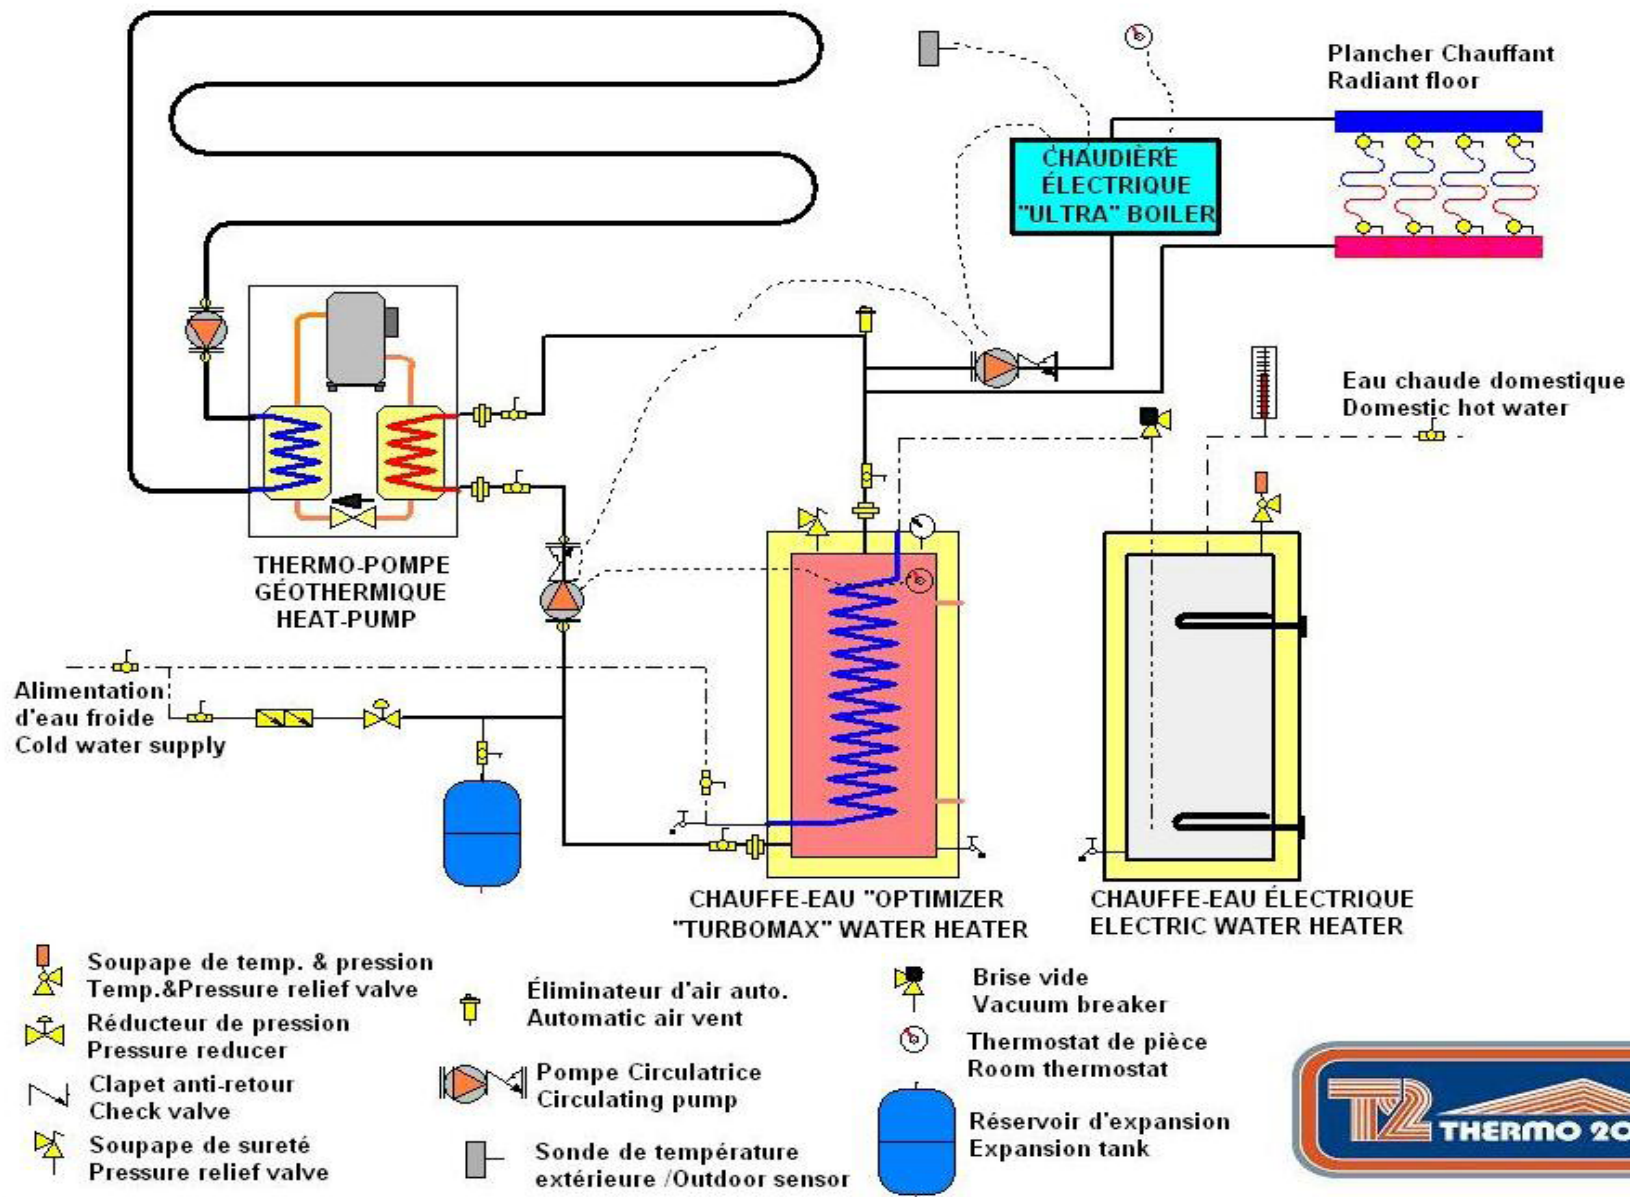 Plancher Chauffant
Radiant floor
CHAUDIÈRE
ÉLECTRIQUE
"ULTRA" BOILER
Eau chaude domestique
Domestic hot water
THERMO-POMPE
GÉOTHERMIQUE
HEAT-PUMP
Alimentation
d'eau froide
Cold water supply
CHAUFFE-EAU "OPTIMIZER
"TURBOMAX" WATER HEATER
CHAUFFE-EAU ÉLECTRIQUE
ELECTRIC WATER HEATER
Soupape de temp. & pression
Temp.&Pressure relief valve
Réducteur de pression
Pressure reducer
Clapet anti-retour
Check valve
Soupape de sureté
Pressure relief valve
Éliminateur d'air auto.
Automatic air vent
Pompe Circulatrice
Circulating pump
Sonde de température
extérieure /Outdoor sensor
Brise vide
Vacuum breaker
Thermostat de pièce
Room thermostat
Réservoir d'expansion
Expansion tank
T2
THERMO 20